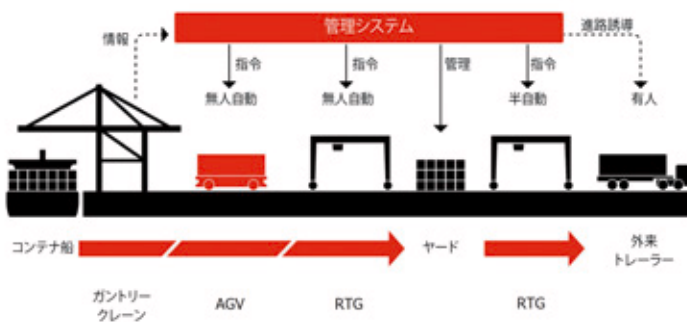 管理システム
情報
進路誘導
指令
指令
管理
指令
無人自動
無人自動
半自動
有人
コンテナ船
ヤード
外来
トレーラー
ガントリー
クレーン
AGV
RTG
RTG